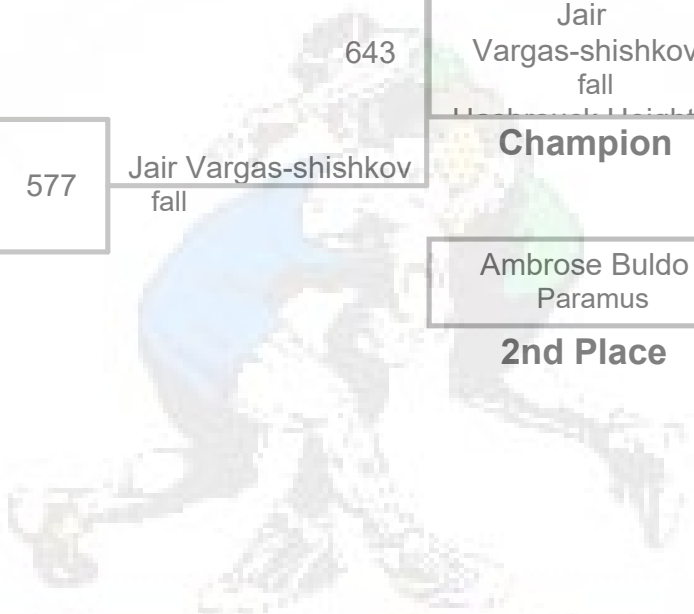 643
Jair
Vargas-shishkov
fall
Champion
577
Jair Vargas-shishkov
fall
Ambrose Buldo
Paramus
2nd Place